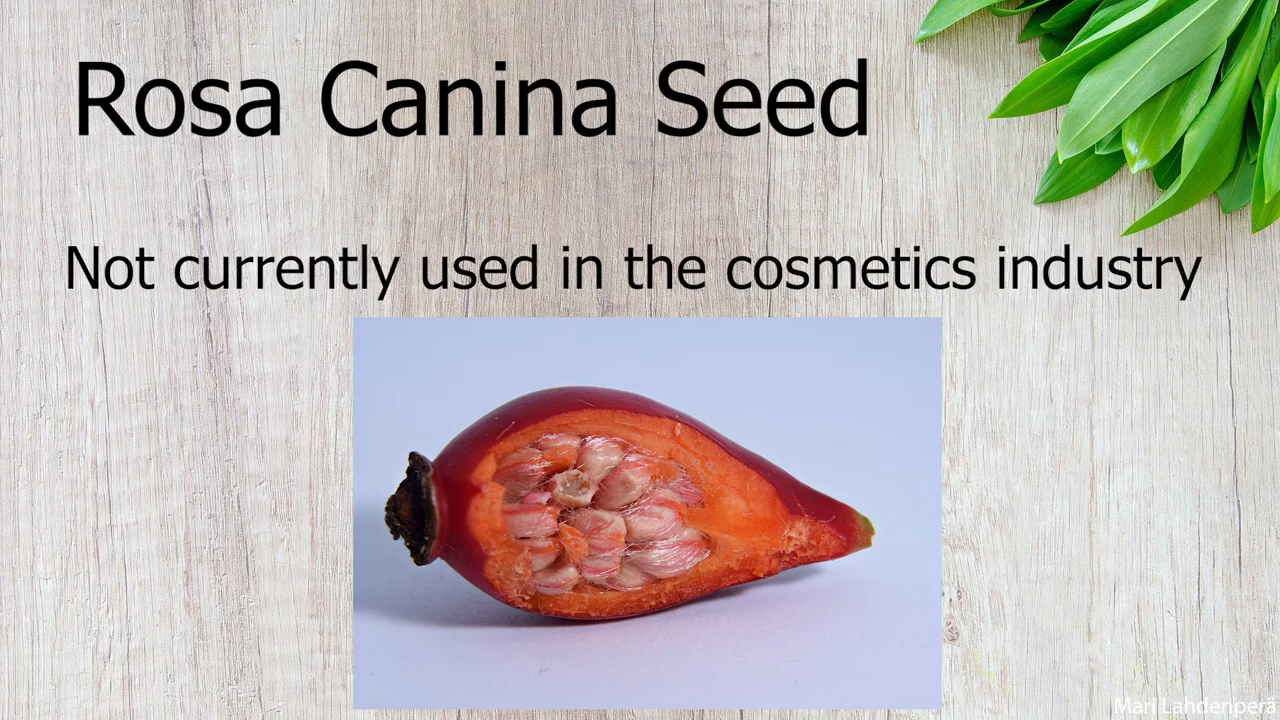 Rosa Canina Seed
Not currently used in the cosmetics industry
Mari Lahdenperä